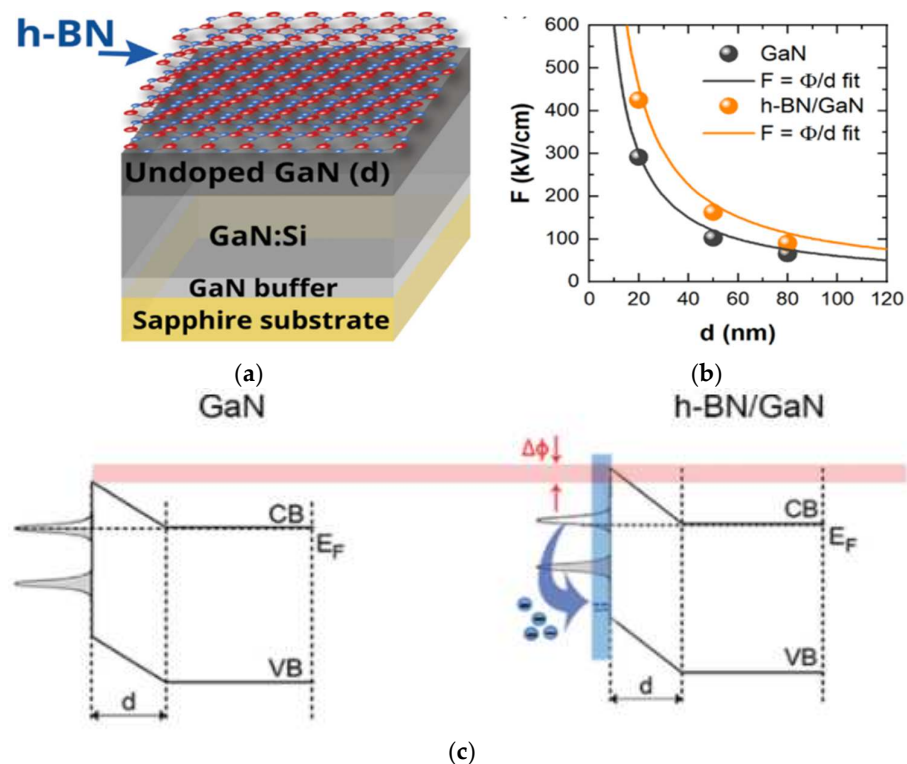 (a)
h-BN
Undoped GaN (d)
GaN:Si
GaN buffer
Sapphire substrate
600
500
400
300
200
100
0
F (kV/cm)
GaN
F = Φ/d fit
h-BN/GaN
F = Φ/d fit
0 20 40 60 80 100 120
d (nm)
(b)
GaN
CB
E_F
VB
d
h-BN/GaN
Δϕ
CB
E_F
VB
d
(c)